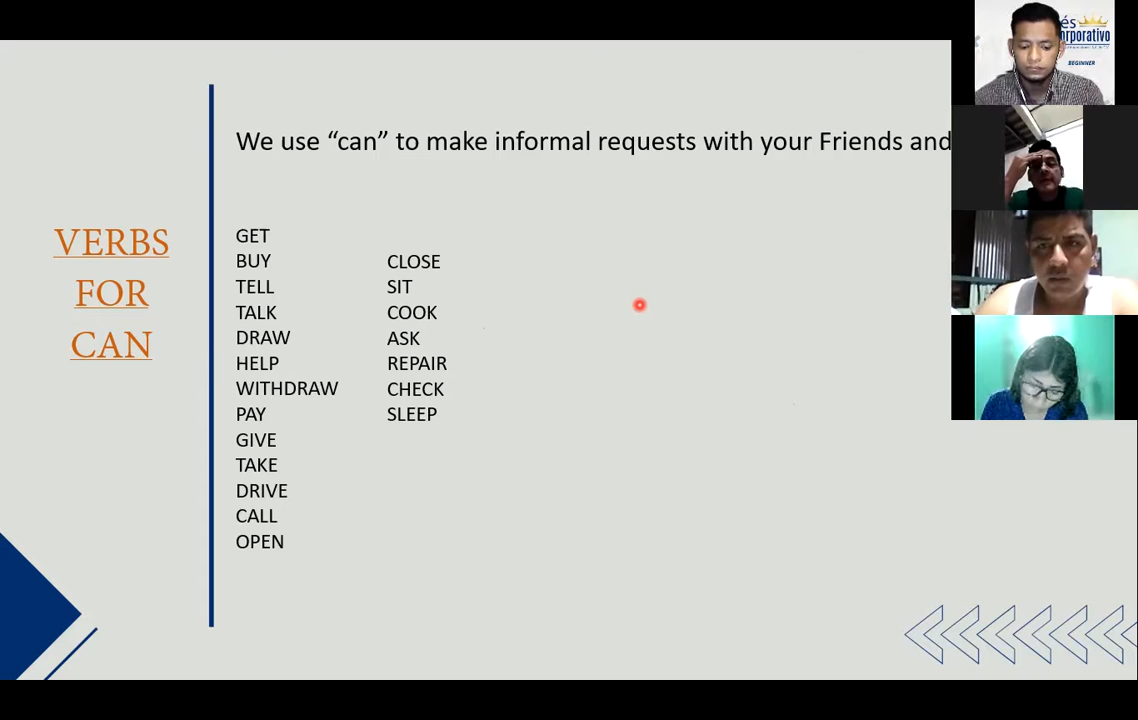 We use “can” to make informal requests with your Friends and
VERBS
FOR
CAN
GET
BUY
TELL
TALK
DRAW
HELP
WITHDRAW
PAY
GIVE
TAKE
DRIVE
CALL
OPEN
CLOSE
SIT
COOK
ASK
REPAIR
CHECK
SLEEP
BEGINNER